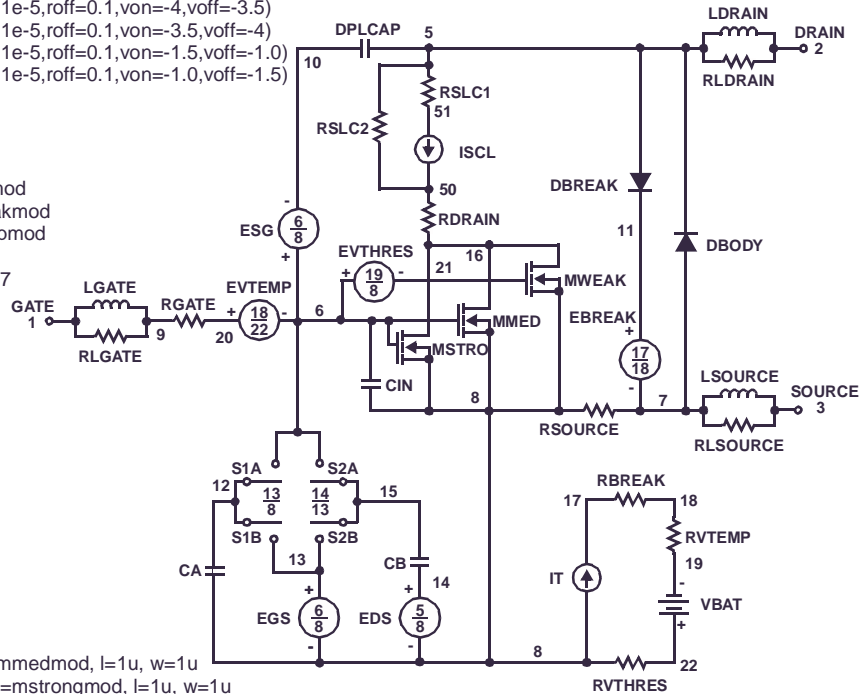 1e-5,roff=0.1,von=-4,voff=-3.5)
1e-5,roff=0.1,von=-3.5,voff=-4)
1e-5,roff=0.1,von=-1.5,voff=-1.0)
1e-5,roff=0.1,von=-1.0,voff=-1.5)
DPLCAP
5
10
LDRAIN
DRAIN
2
RLDRAIN
RSLC1
51
RSLC2
ISCL
50
RDRAIN
DBREAK
11
DBODY
nod
akmod
omod
7
ESG
-
6
8
+
EVTHRES
+
19
8
-
21
16
MWEAK
GATE
1
LGATE
RLGATE
9
RGATE
20
EVTEMP
+
18
22
-
6
MMED
MSTRO
CIN
8
EBREAK
+
17
18
-
7
RSOURCE
LSOURCE
SOURCE
3
RLSOURCE
S1A
S2A
12
13
8
14
13
15
S1B
S2B
13
CA
CB
14
EGS
+
6
8
-
EDS
+
5
8
-
8
RBREAK
17
18
RVTEMP
19
IT
-
VBAT
+
22
RVTHRES
mmedmod, l=1u, w=1u
=mstrongmod, l=1u, w=1u